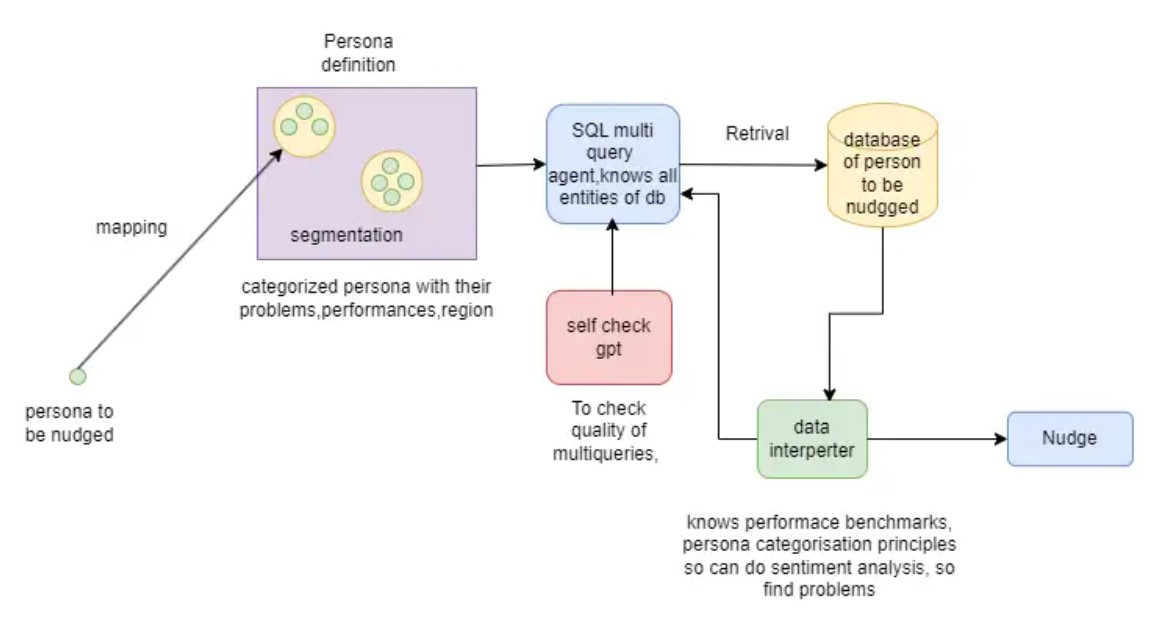 Persona
definition
segmentation
categorized persona with their
problems,performances,region
mapping
persona to
be nudged
SQL multi
query
agent,knows all
entities of db
Retrival
database
of person
to be
nudgged
self check
gpt
To check
quality of
multiqueries,
data
interperter
Nudge
knows performace benchmarks,
persona categorisation principles
so can do sentiment analysis, so
find problems